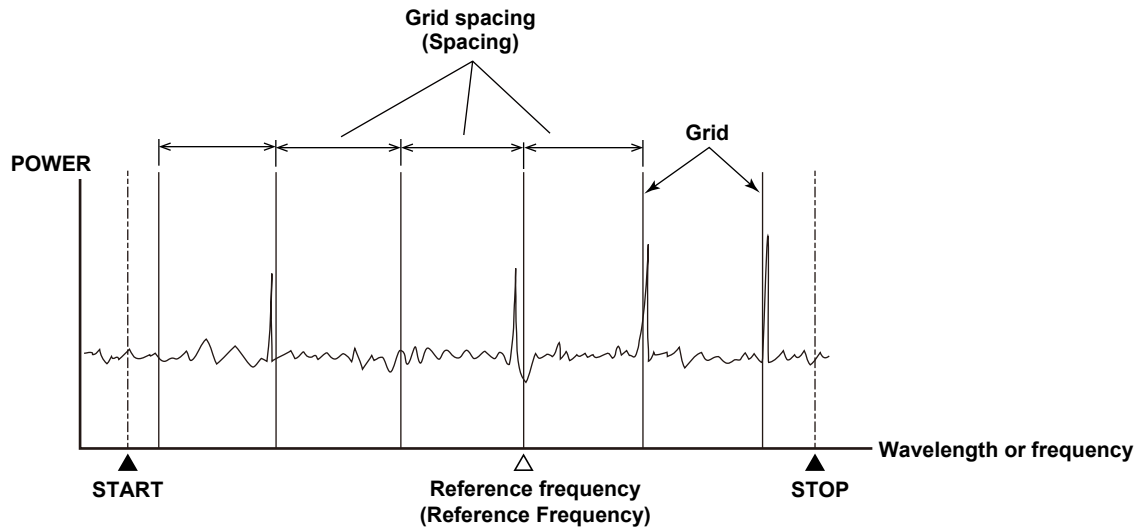 Grid spacing
(Spacing)
Grid
POWER
Wavelength or frequency
START
Reference frequency
(Reference Frequency)
STOP